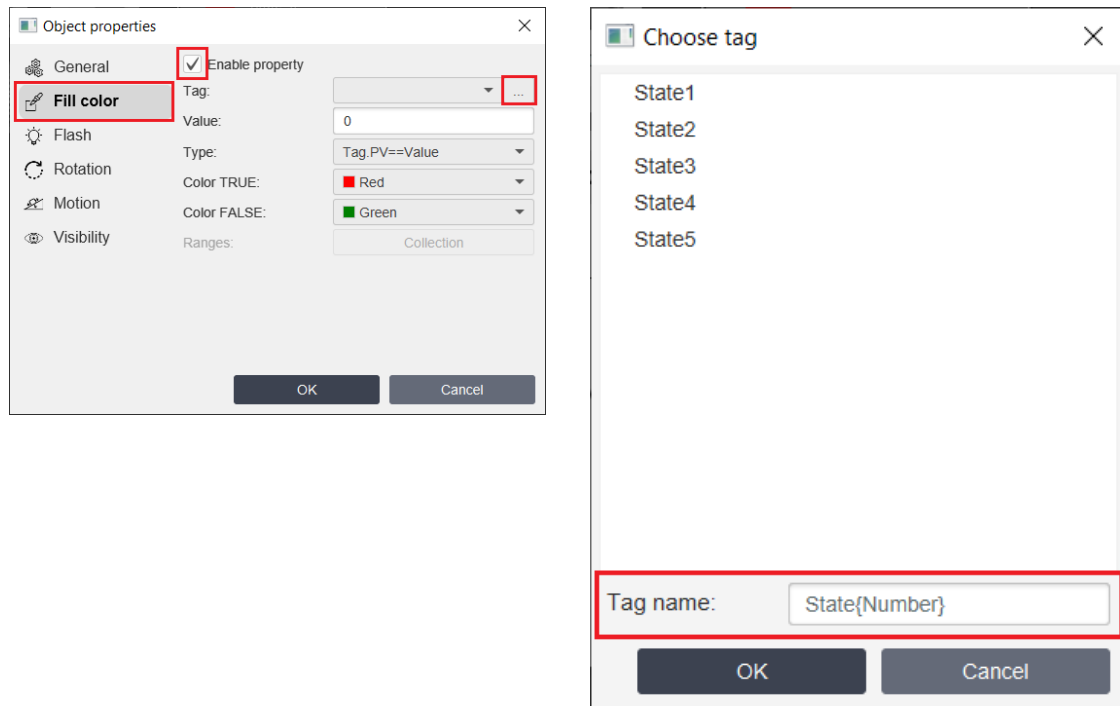 Object properties
General
Fill color
Flash
Rotation
Motion
Visibility
Enable property
Tag: ...
Value: 0
Type: Tag.PV==Value
Color TRUE: Red
Color FALSE: Green
Ranges: Collection
OK Cancel
Choose tag
State1
State2
State3
State4
State5
Tag name: State{Number}
OK Cancel